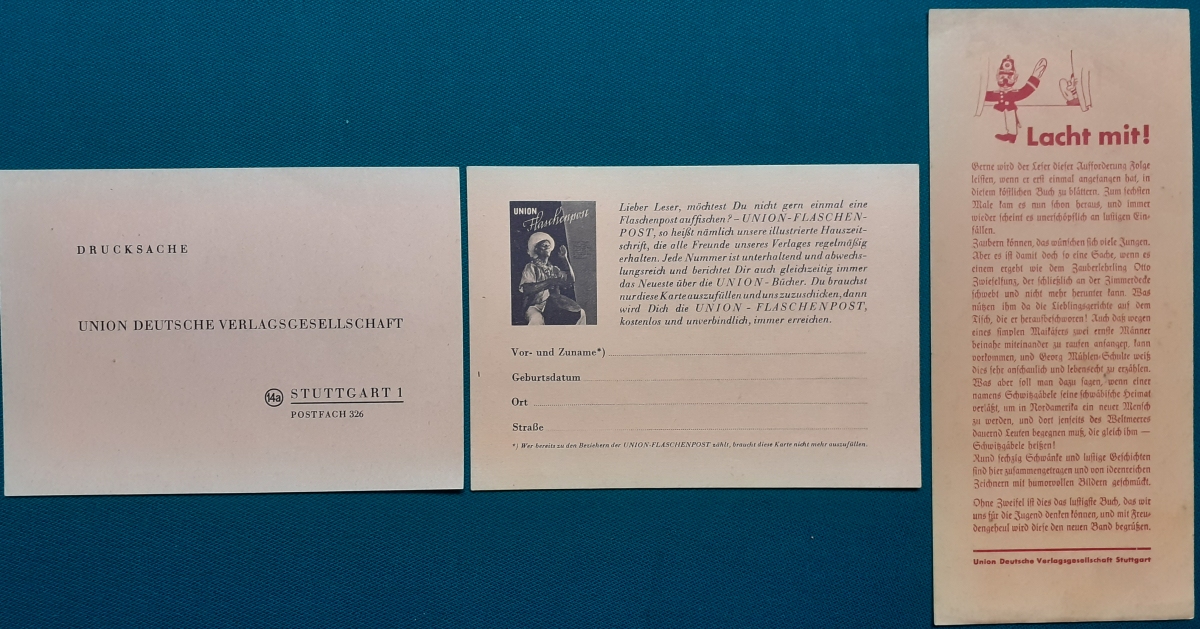 DRUCKSACHE
UNION DEUTSCHE VERLAGSGESELLSCHAFT
14a STUTTGART 1
POSTFACH 326
UNION
Flaschenpost
Lieber Leser, möchtest Du nicht gern einmal eine
Flaschenpost auffischen? – UNION-FLASCHEN-
POST, so heißt nämlich unsere illustrierte Hauszeit-
schrift, die alle Freunde unseres Verlages regelmäßig
erhalten. Jede Nummer ist unterhaltend und abwechs-
lungsreich und berichtet Dir auch gleichzeitig immer
das Neueste über die UNION-Bücher. Du brauchst
nur diese Karte auszufüllen und uns zuzuschicken, dann
wird Dich die UNION-FLASCHENPOST,
kostenlos und unverbindlich, immer erreichen.
Vor- und Zuname*)
Geburtsdatum
Ort
Straße
*) Wer bereits zu den Beziehern der UNION-FLASCHENPOST zählt, braucht diese Karte nicht mehr auszufüllen.
Lacht mit!
Gerne wird der Leser dieser Aufforderung Folge
leisten, wenn er erst einmal angefangen hat, in
diesem köstlichen Buch zu blättern. Zum sechsten
Male kam es nun schon heraus, und immer
wieder scheint es unerschöpflich an lustigen Ein-
fällen.
Zaubern können, das wünschen sich viele Jungen.
Aber es ist damit doch so eine Sache, wenn es
einem ergeht wie dem Zauberlehrling Otto
Zwieselfung, der schließlich an der Zimmerdecke
schwebt und nicht mehr herunter kann. Was
nützen ihm da die Lieblingsgerichte auf dem
Tisch, die er heraufbeschworen! Auch daß wegen
eines simplen Maikäfers zwei ernste Männer
beinahe miteinander zu raufen anfangen, kann
vorkommen, und Georg Mühlen-Schulte weiß
dies sehr anschaulich und lebensecht zu erzählen.
Was aber soll man dazu sagen, wenn einer
namens Schwitzgäbele seine schwäbische Heimat
verläßt, um in Nordamerika ein neuer Mensch
zu werden, und dort jenseits des Weltmeeres
dauernd Leuten begegnen muß, die gleich ihm —
Schwitzgäbele heißen!
Rund sechzig Schwänke und lustige Geschichten
sind hier zusammengetragen und von ideenreichen
Zeichnern mit humorvollen Bildern geschmückt.
Ohne Zweifel ist dies das lustigste Buch, das wir
uns für die Jugend denken können, und mit Freu-
dengeheul wird diese den neuen Band begrüßen.
Union Deutsche Verlagsgesellschaft Stuttgart